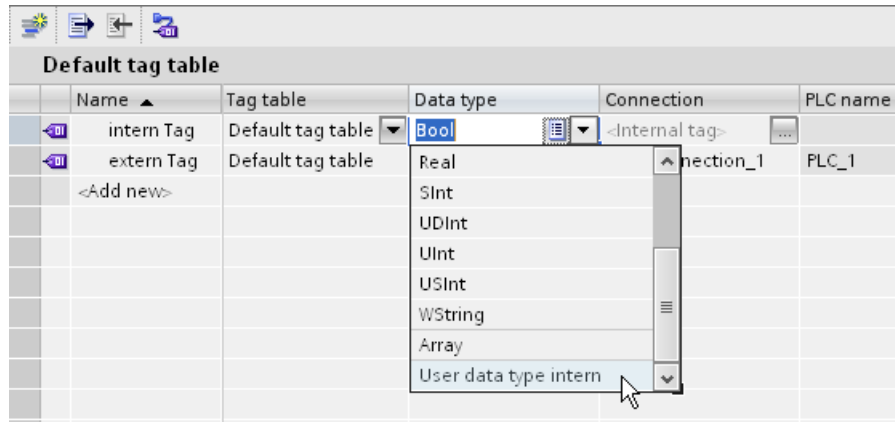 Default tag table
Name Tag table Data type Connection PLC name
intern Tag Default tag table Bool <Internal tag> ...
extern Tag Default tag table nection_1 PLC_1
<Add new>
Real
SInt
UDInt
UInt
USInt
WString
Array
User data type intern